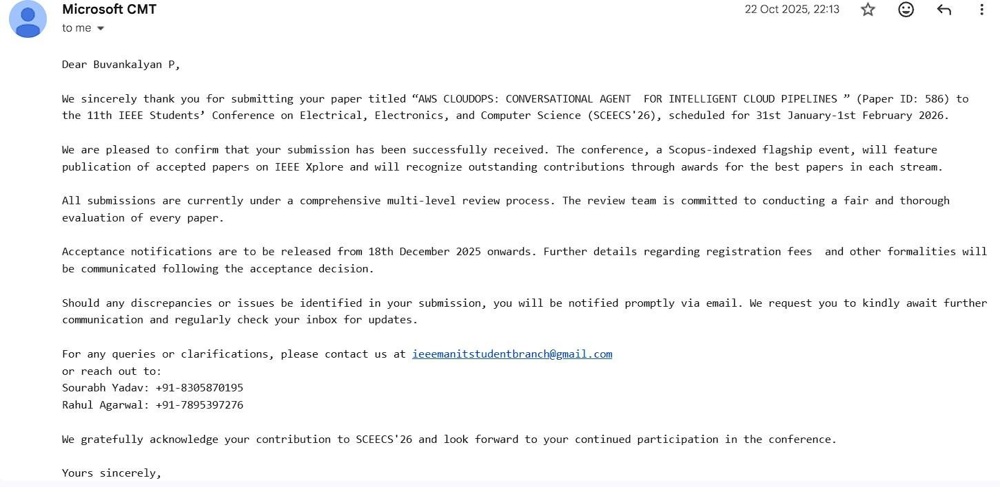 Microsoft CMT
22 Oct 2025, 22:13
to me
Dear Buvankalyan P,
We sincerely thank you for submitting your paper titled “AWS CLOUDOPS: CONVERSATIONAL AGENT  FOR INTELLIGENT CLOUD PIPELINES ” (Paper ID: 586) to
the 11th IEEE Students’ Conference on Electrical, Electronics, and Computer Science (SCEECS'26), scheduled for 31st January-1st February 2026.
We are pleased to confirm that your submission has been successfully received. The conference, a Scopus-indexed flagship event, will feature
publication of accepted papers on IEEE Xplore and will recognize outstanding contributions through awards for the best papers in each stream.
All submissions are currently under a comprehensive multi-level review process. The review team is committed to conducting a fair and thorough
evaluation of every paper.
Acceptance notifications are to be released from 18th December 2025 onwards. Further details regarding registration fees  and other formalities will
be communicated following the acceptance decision.
Should any discrepancies or issues be identified in your submission, you will be notified promptly via email. We request you to kindly await further
communication and regularly check your inbox for updates.
For any queries or clarifications, please contact us at ieeemanitstudentbranch@gmail.com
or reach out to:
Sourabh Yadav: +91-8305870195
Rahul Agarwal: +91-7895397276
We gratefully acknowledge your contribution to SCEECS'26 and look forward to your continued participation in the conference.
Yours sincerely,